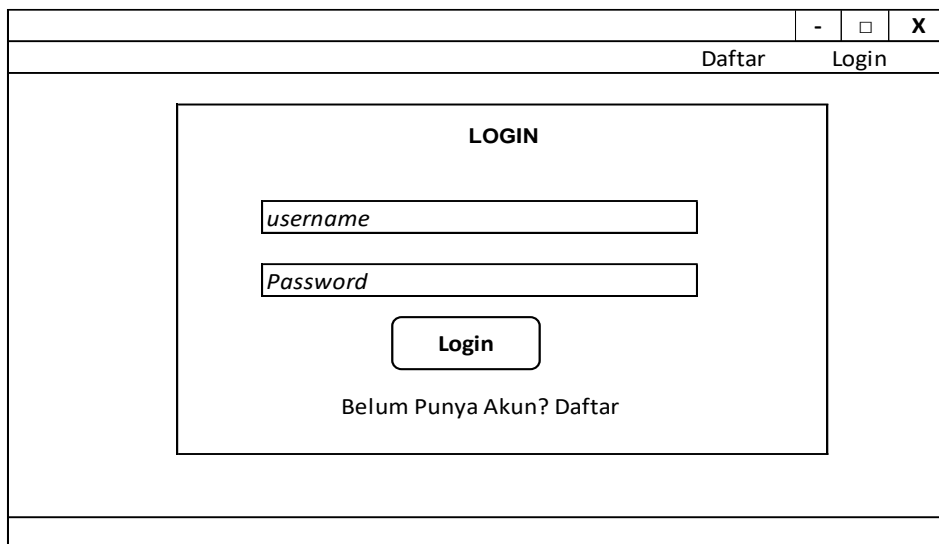 - □ X
Daftar Login
LOGIN
username
Password
Login
Belum Punya Akun? Daftar